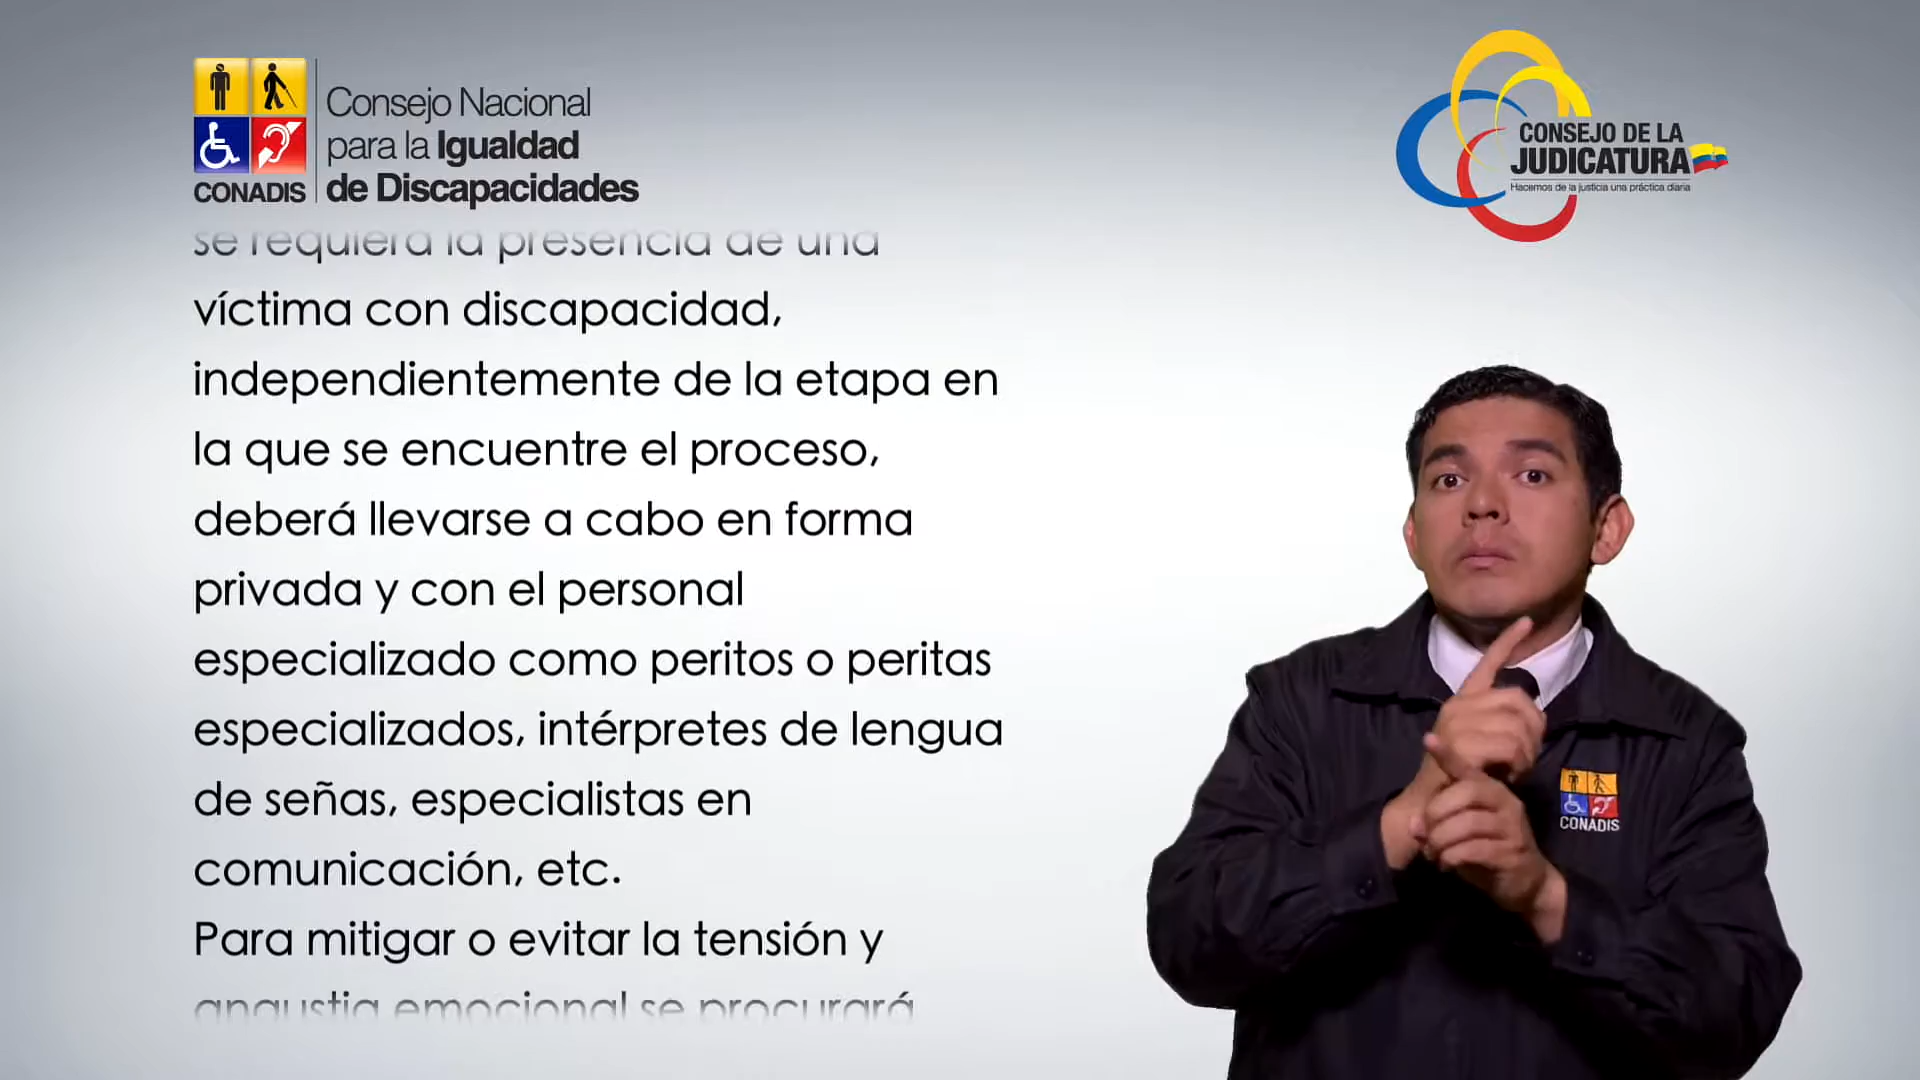 Consejo Nacional
para la Igualdad
de Discapacidades
CONADIS
CONSEJO DE LA
JUDICATURA
Hacemos de la justicia una práctica diaria
se requiera la presencia de una
víctima con discapacidad,
independientemente de la etapa en
la que se encuentre el proceso,
deberá llevarse a cabo en forma
privada y con el personal
especializado como peritos o peritas
especializados, intérpretes de lengua
de señas, especialistas en
comunicación, etc.
Para mitigar o evitar la tensión y
angustia emocional se procurará
CONADIS